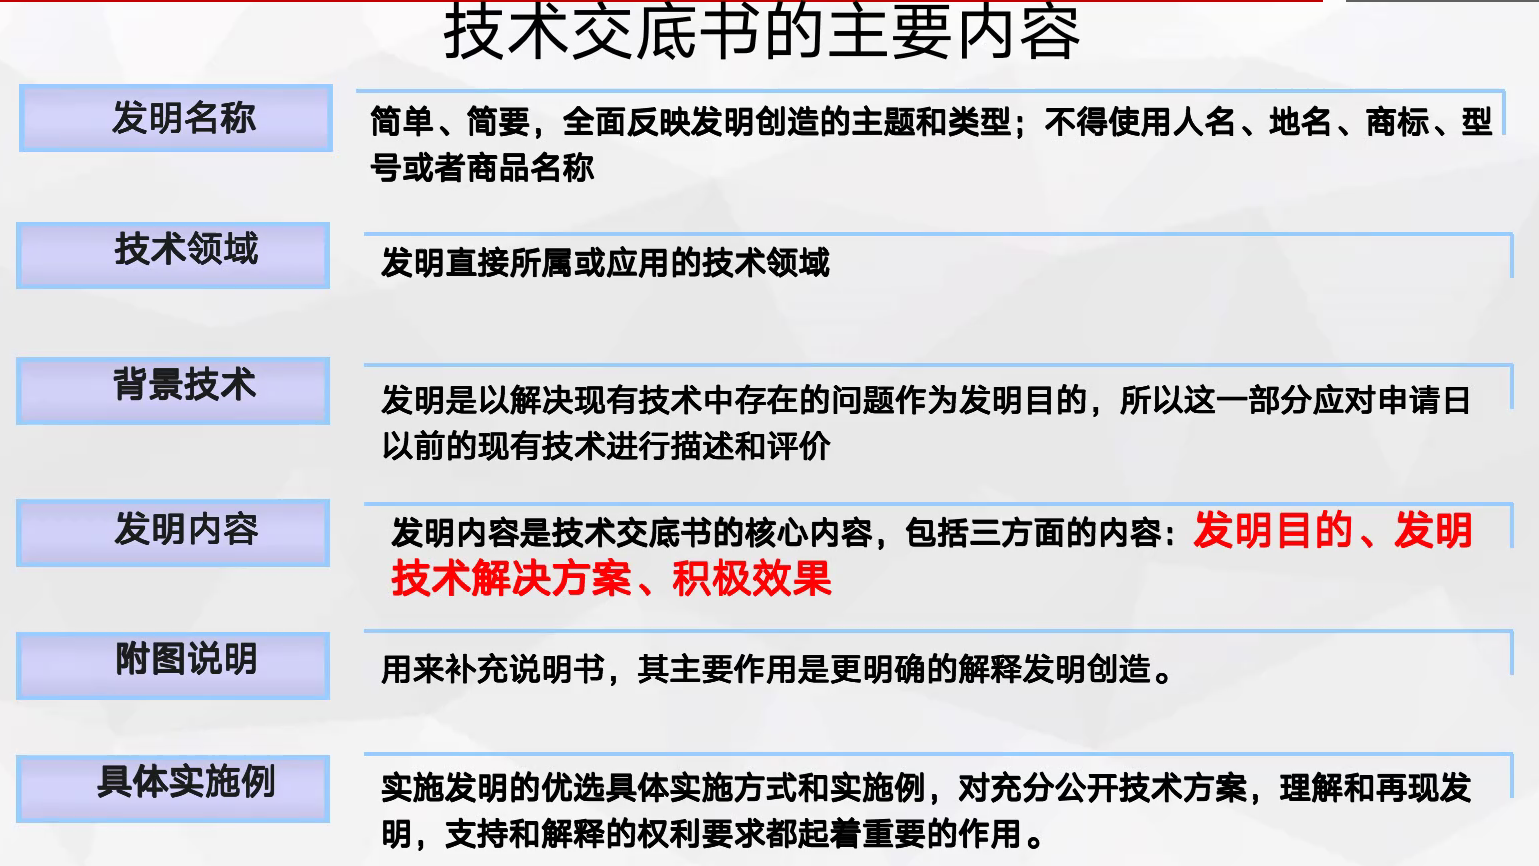 技术交底书的主要内容
发明名称
简单、简要，全面反映发明创造的主题和类型；不得使用人名、地名、商标、型
号或者商品名称
技术领域
发明直接所属或应用的技术领域
背景技术
发明是以解决现有技术中存在的问题作为发明目的，所以这一部分应对申请日
以前的现有技术进行描述和评价
发明内容
发明内容是技术交底书的核心内容，包括三方面的内容：发明目的、发明
技术解决方案、积极效果
附图说明
用来补充说明书，其主要作用是更明确的解释发明创造。
具体实施例
实施发明的优选具体实施方式和实施例，对充分公开技术方案，理解和再现发
明，支持和解释的权利要求都起着重要的作用。